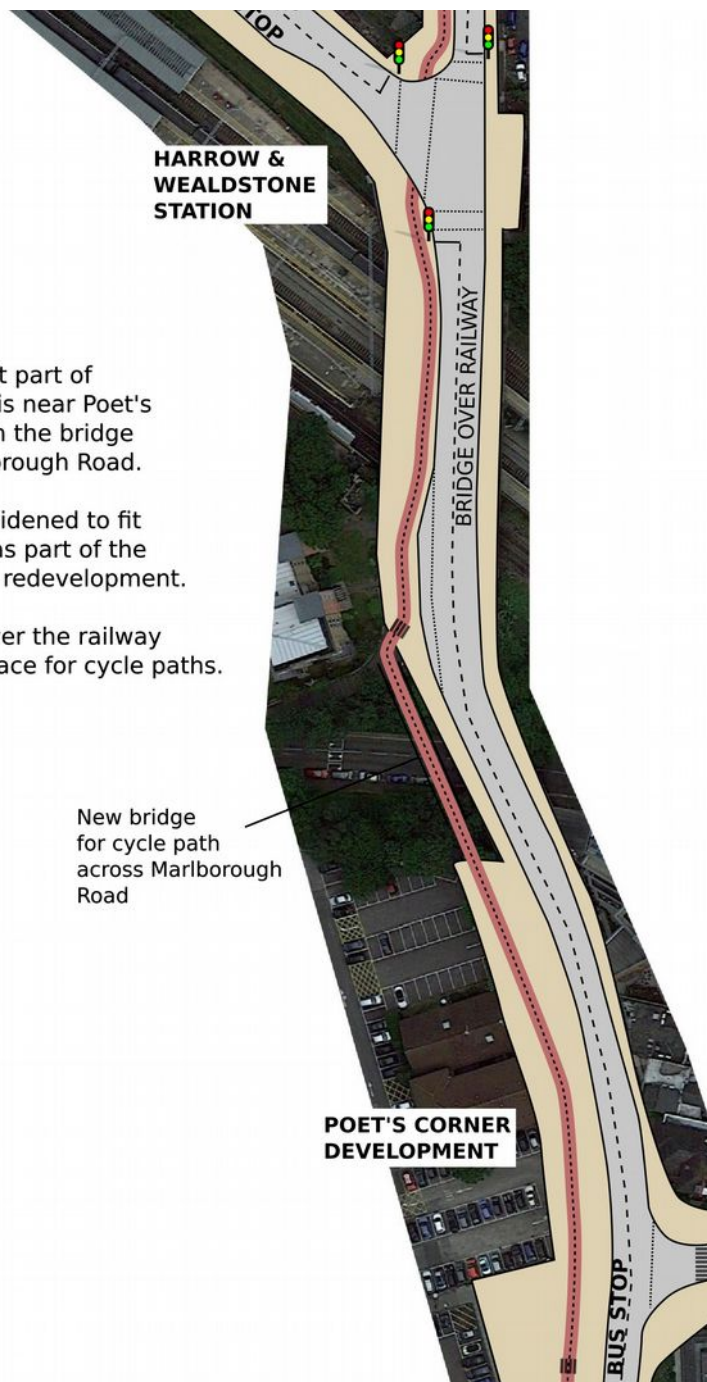 TOP
HARROW &
WEALDSTONE
STATION
t part of
is near Poet's
the bridge
orough Road.
idened to fit
as part of the
redevelopment.
er the railway
ace for cycle paths.
BRIDGE OVER RAILWAY
New bridge
for cycle path
across Marlborough
Road
POET'S CORNER
DEVELOPMENT
BUS STOP